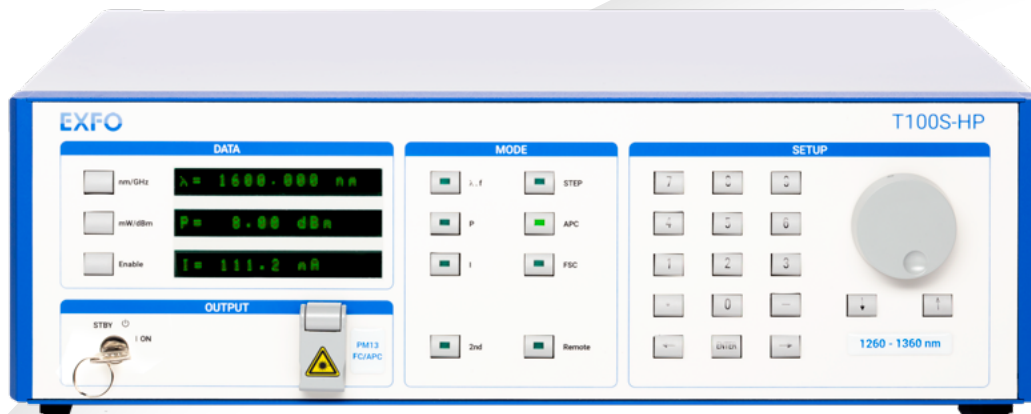 EXFO
T100S-HP
DATA
nm/GHz
λ= 1600.000 nm
mW/dBm
P= 8.00 dBm
Enable
I= 111.2 mA
OUTPUT
STBY
I ON
PM13
FC/APC
MODE
λ, f
STEP
P
APC
I
FSC
2nd
Remote
SETUP
7
4 5 6
1 2 3
. 0 −
← ENTER →
↓ ↑
1260 - 1360 nm